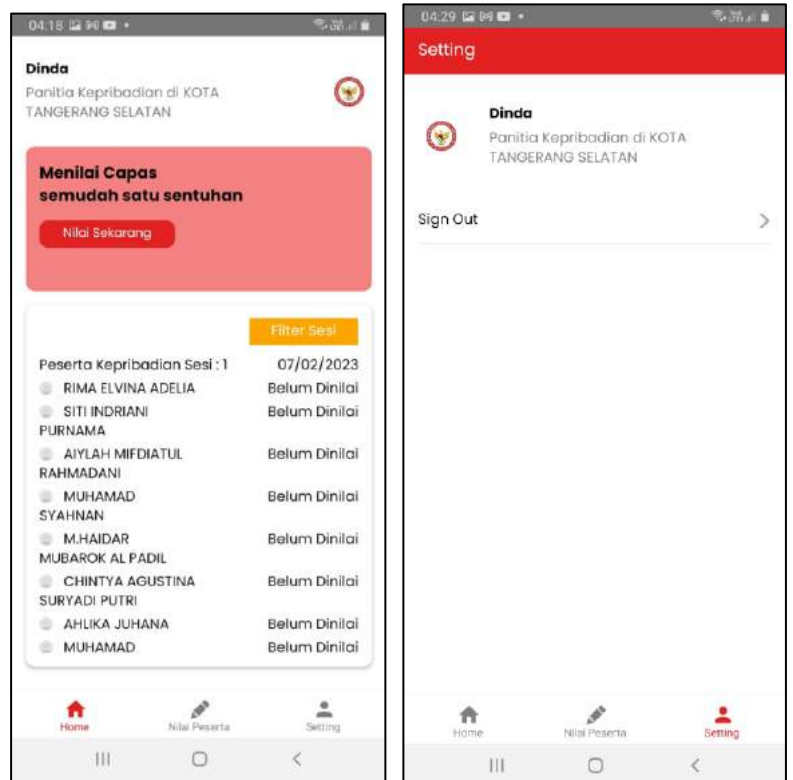 04:18
Dinda
Panitia Kepribadian di KOTA
TANGERANG SELATAN
Menilai Capas
semudah satu sentuhan
Nilai Sekarang
Filter Sesi
Peserta Kepribadian Sesi : 1 07/02/2023
RIMA ELVINA ADELIA Belum Dinilai
SITI INDRIANI Belum Dinilai
PURNAMA
AIYLAH MIFDIATUL Belum Dinilai
RAHMADANI
MUHAMAD Belum Dinilai
SYAHNAN
M.HAIDAR Belum Dinilai
MUBAROK AL PADIL
CHINTYA AGUSTINA Belum Dinilai
SURYADI PUTRI
AHLIKA JUHANA Belum Dinilai
MUHAMAD Belum Dinilai
Home Nilai Peserta Setting
04:29
Setting
Dinda
Panitia Kepribadian di KOTA
TANGERANG SELATAN
Sign Out
Home Nilai Peserta Setting